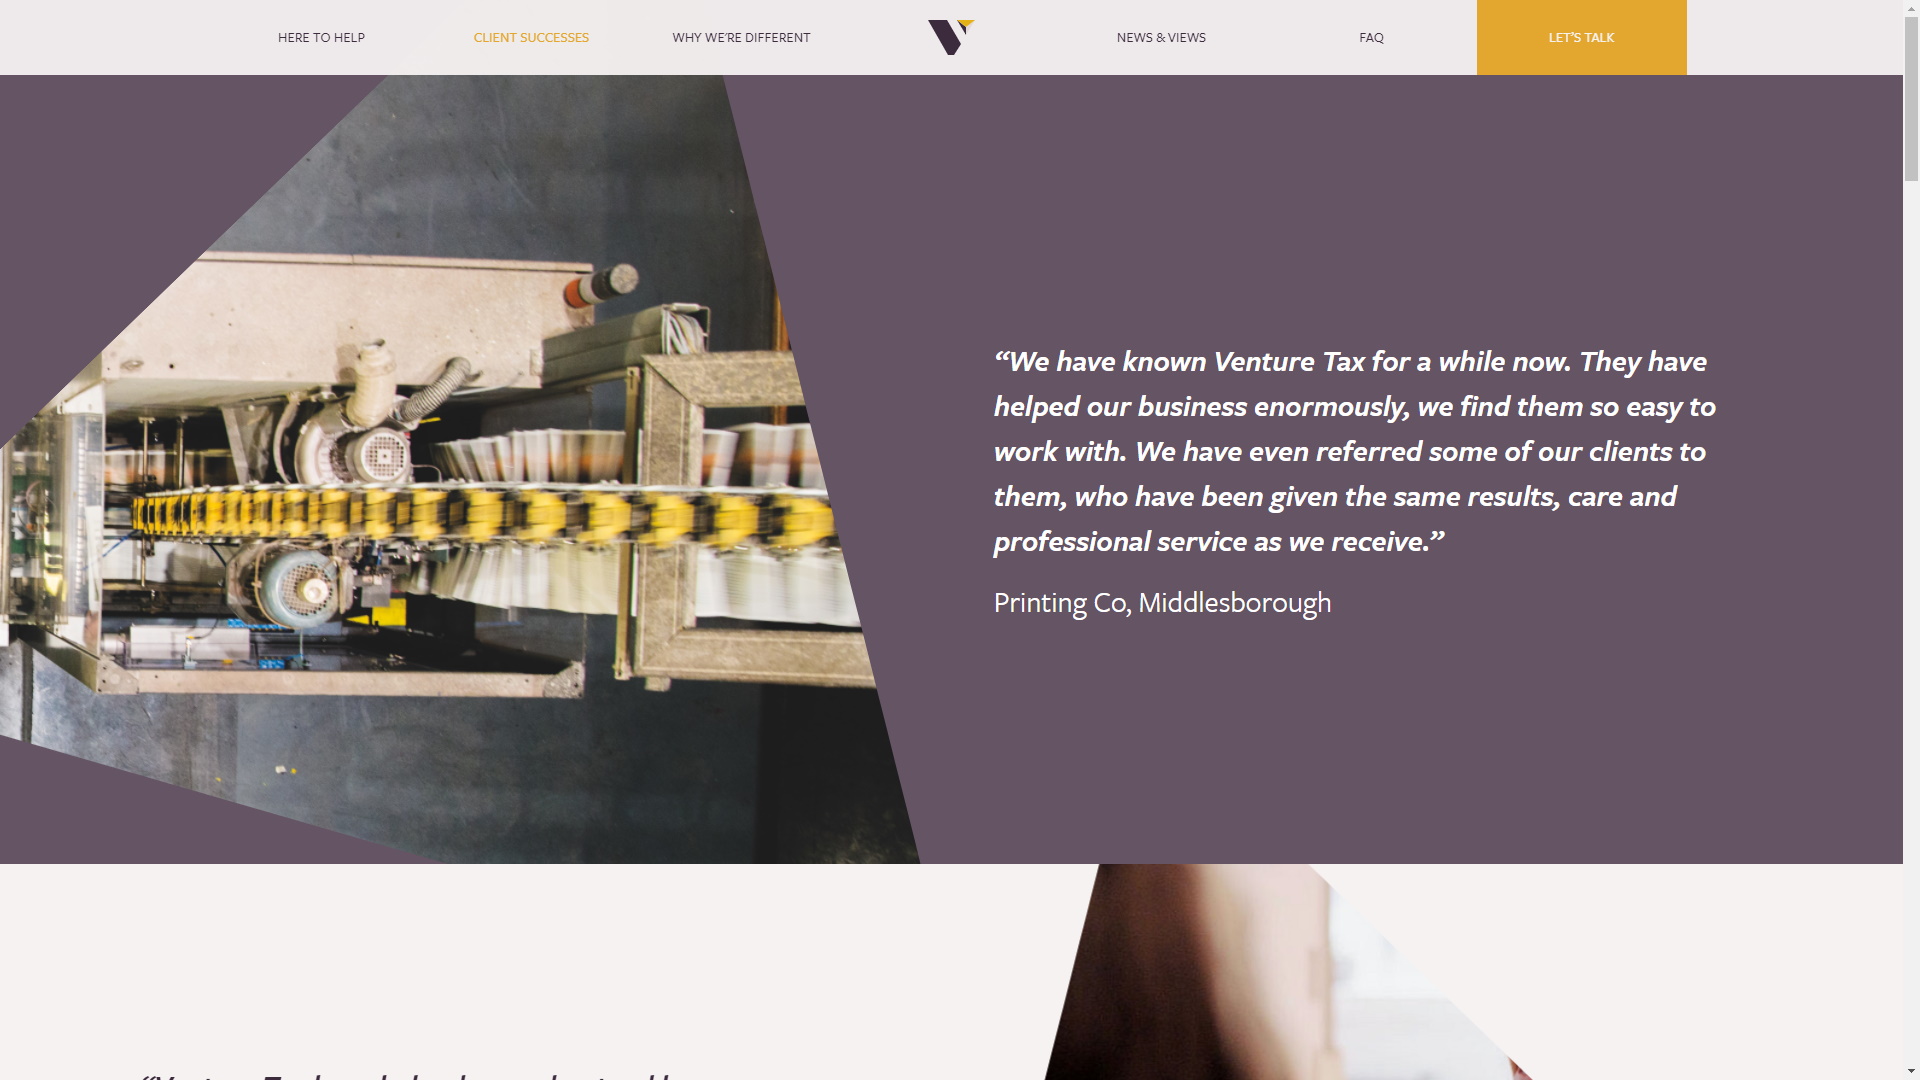 HERE TO HELP
CLIENT SUCCESSES
WHY WE'RE DIFFERENT
NEWS & VIEWS
FAQ
LET'S TALK
“We have known Venture Tax for a while now. They have
helped our business enormously, we find them so easy to
work with. We have even referred some of our clients to
them, who have been given the same results, care and
professional service as we receive.”
Printing Co, Middlesborough